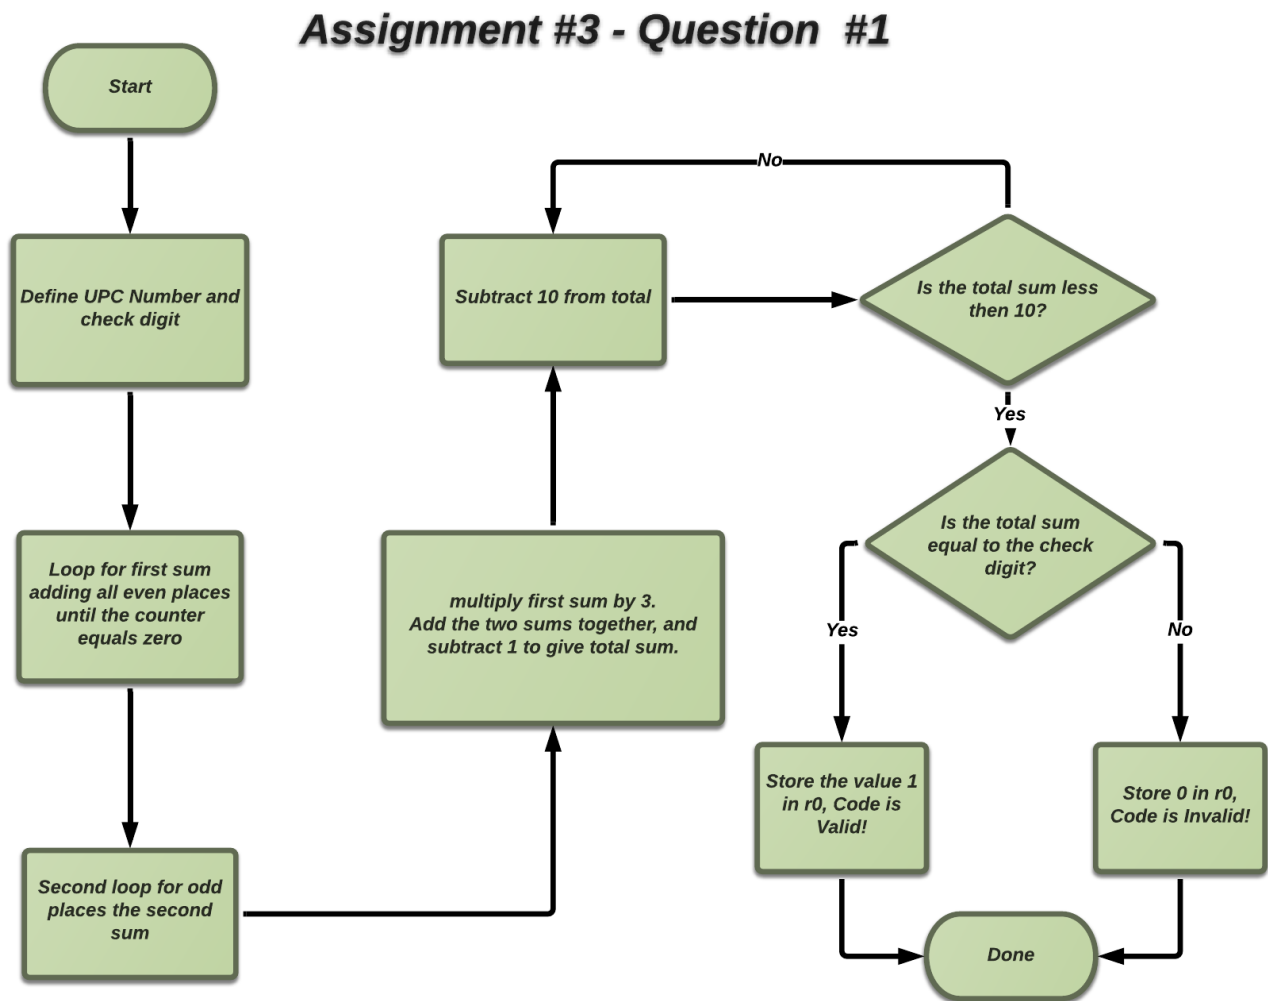 Assignment #3 - Question #1
Start
Define UPC Number and
check digit
Loop for first sum
adding all even places
until the counter
equals zero
Second loop for odd
places the second
sum
multiply first sum by 3.
Add the two sums together, and
subtract 1 to give total sum.
Subtract 10 from total
No
Is the total sum less
then 10?
Yes
Is the total sum
equal to the check
digit?
Yes
No
Store the value 1
in r0, Code is
Valid!
Store 0 in r0,
Code is Invalid!
Done